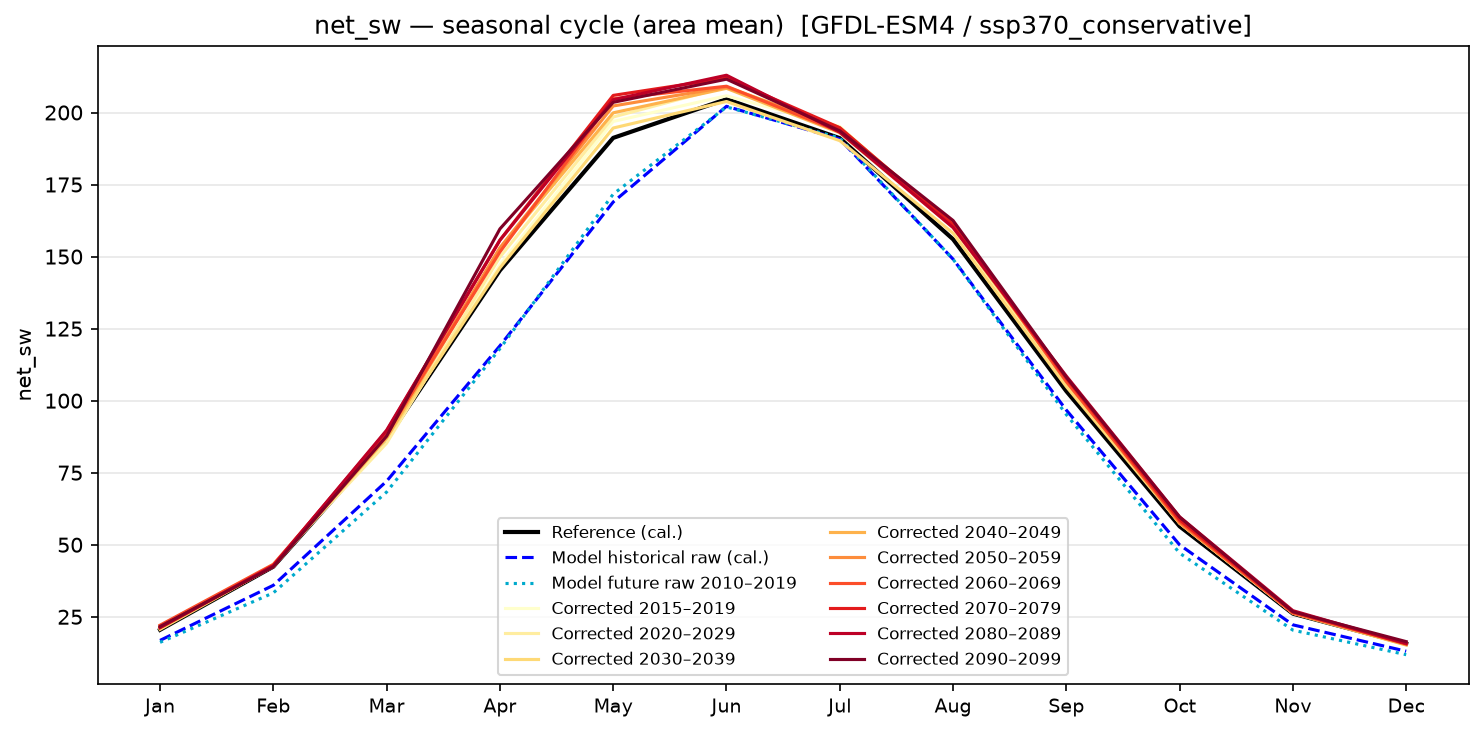 net_sw — seasonal cycle (area mean)  [GFDL-ESM4 / ssp370_conservative]
net_sw
200
175
150
125
100
75
50
25
Jan Feb Mar Apr May Jun Jul Aug Sep Oct Nov Dec
Reference (cal.)
Model historical raw (cal.)
Model future raw 2010–2019
Corrected 2015–2019
Corrected 2020–2029
Corrected 2030–2039
Corrected 2040–2049
Corrected 2050–2059
Corrected 2060–2069
Corrected 2070–2079
Corrected 2080–2089
Corrected 2090–2099